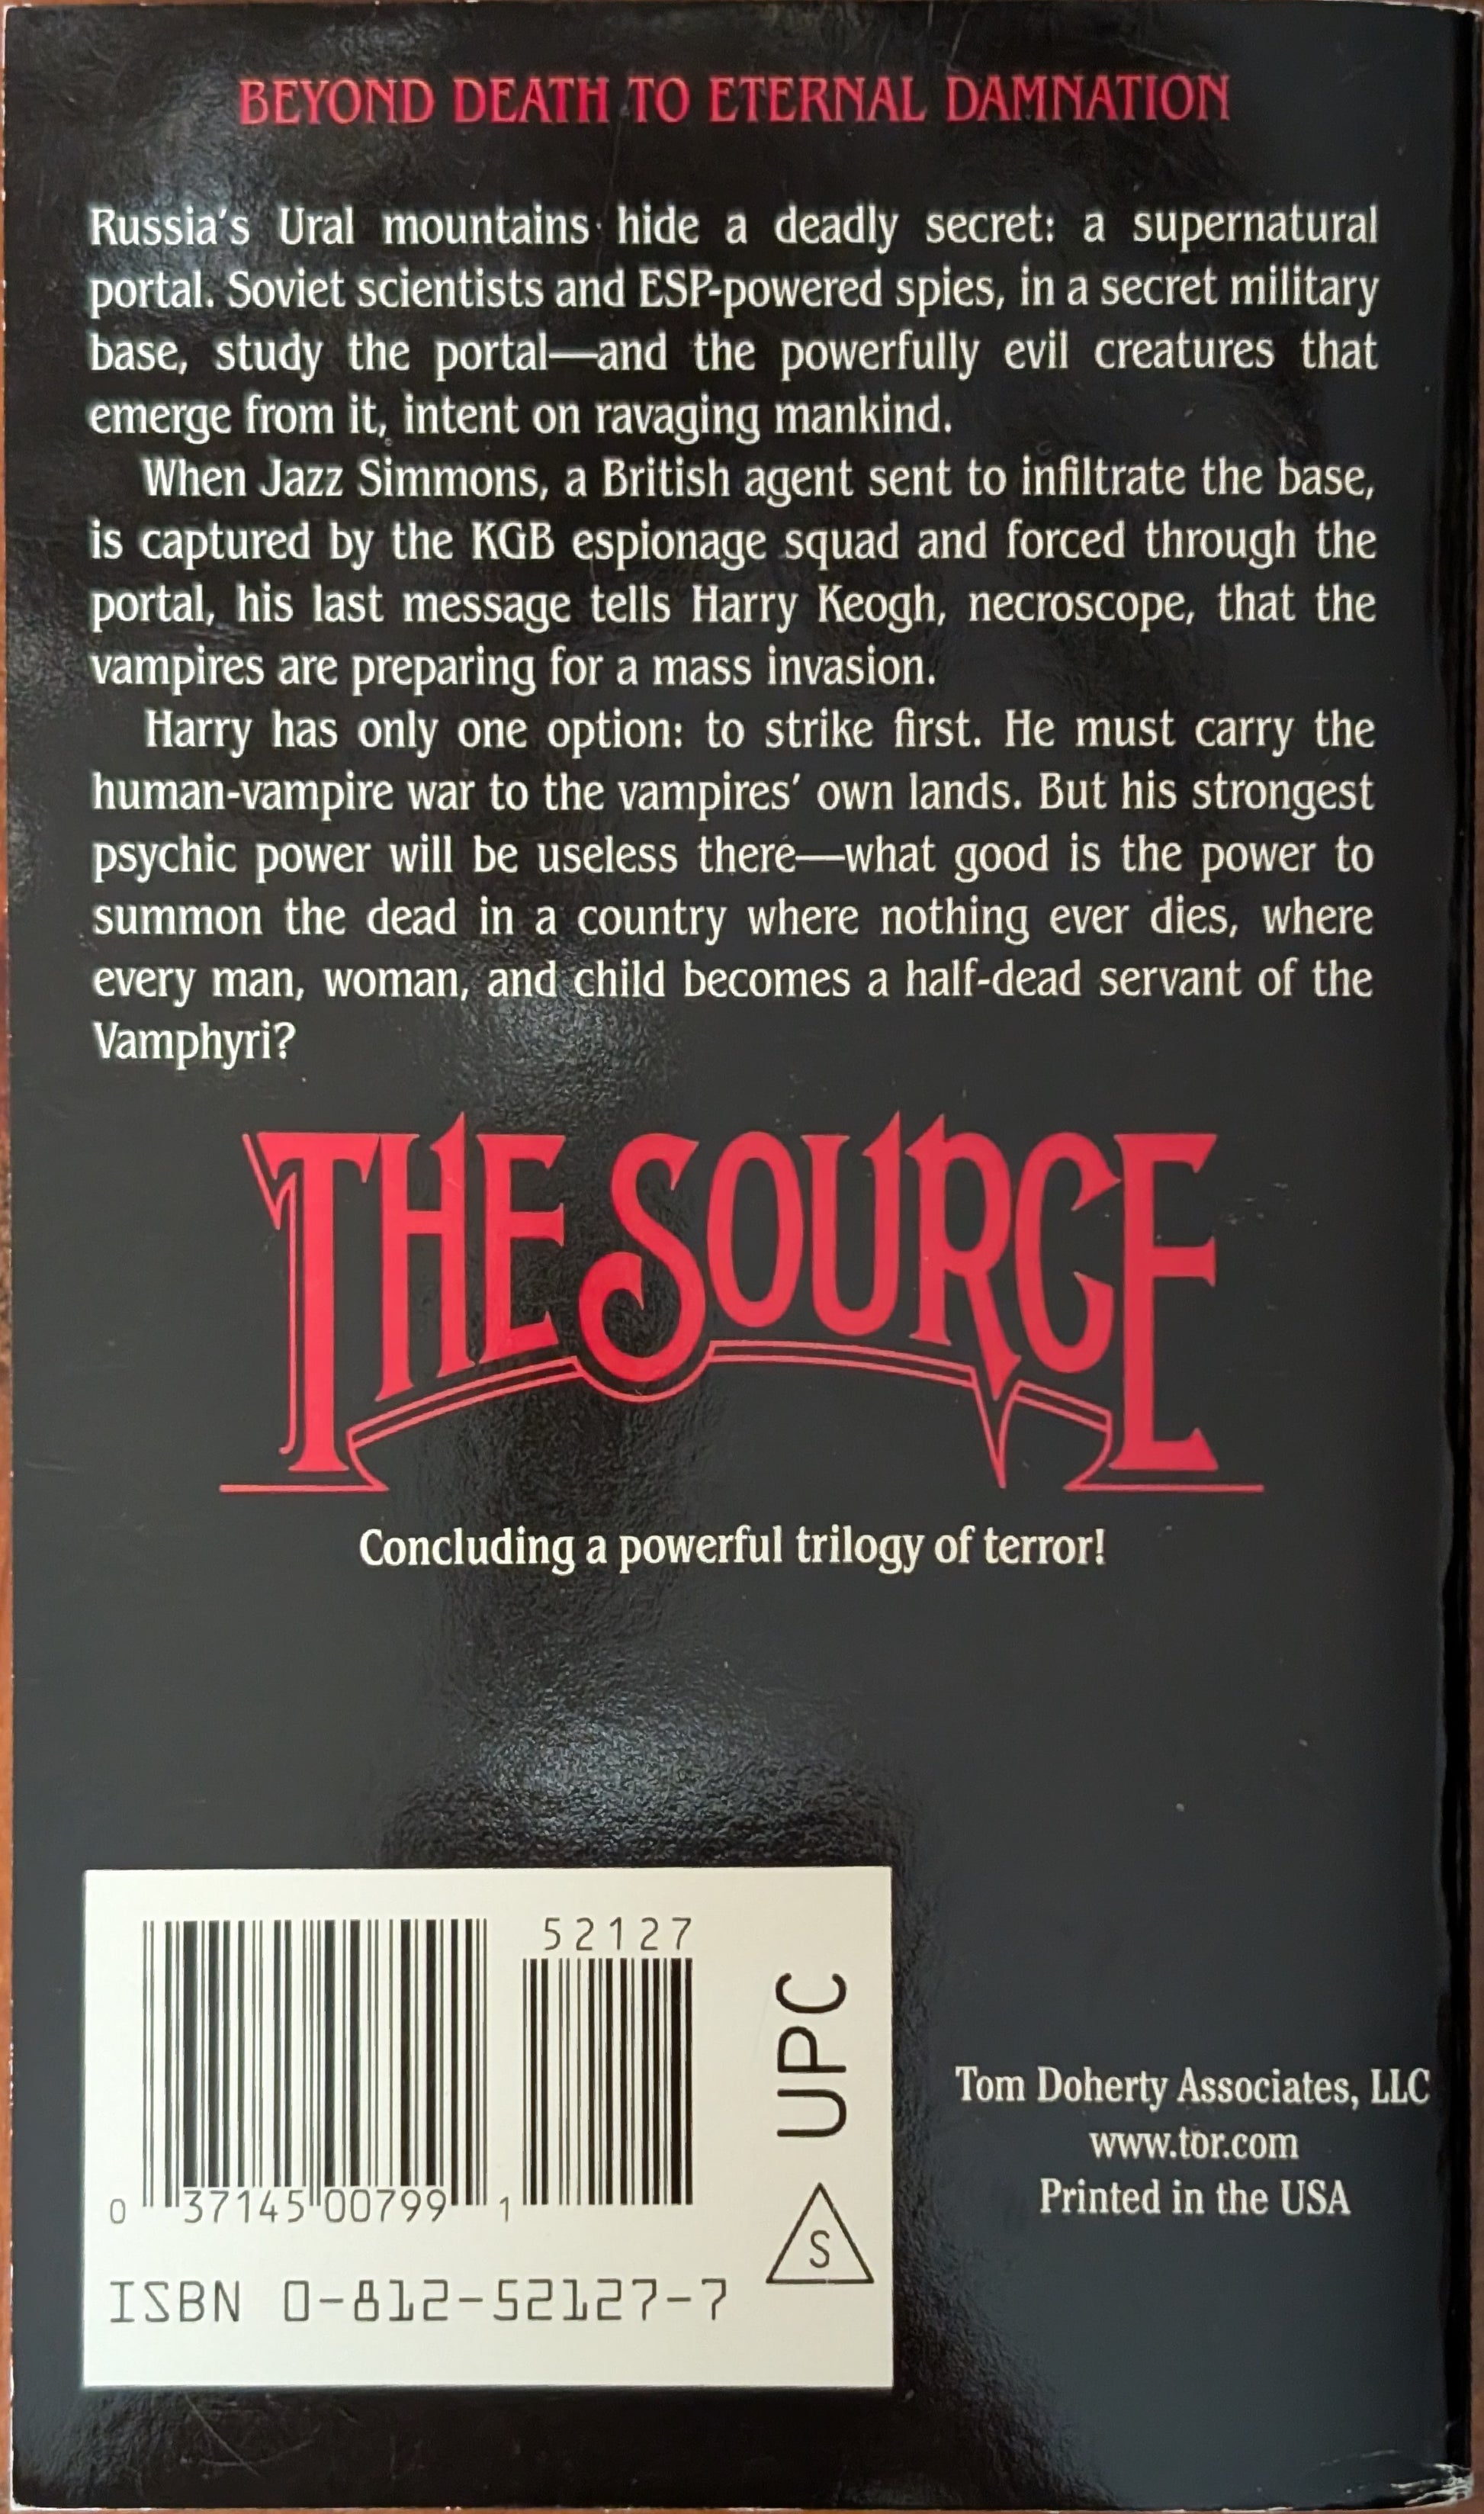 BEYOND DEATH TO ETERNAL DAMNATION
Russia's Ural mountains hide a deadly secret: a supernatural
portal. Soviet scientists and ESP-powered spies, in a secret military
base, study the portal—and the powerfully evil creatures that
emerge from it, intent on ravaging mankind.
When Jazz Simmons, a British agent sent to infiltrate the base,
is captured by the KGB espionage squad and forced through the
portal, his last message tells Harry Keogh, necroscope, that the
vampires are preparing for a mass invasion.
Harry has only one option: to strike first. He must carry the
human-vampire war to the vampires' own lands. But his strongest
psychic power will be useless there—what good is the power to
summon the dead in a country where nothing ever dies, where
every man, woman, and child becomes a half-dead servant of the
Vamphyri?
THE SOURCE
Concluding a powerful trilogy of terror!
52127
UPC
0 37145 00799 1
S
ISBN 0-812-52127-7
Tom Doherty Associates, LLC
www.tor.com
Printed in the USA